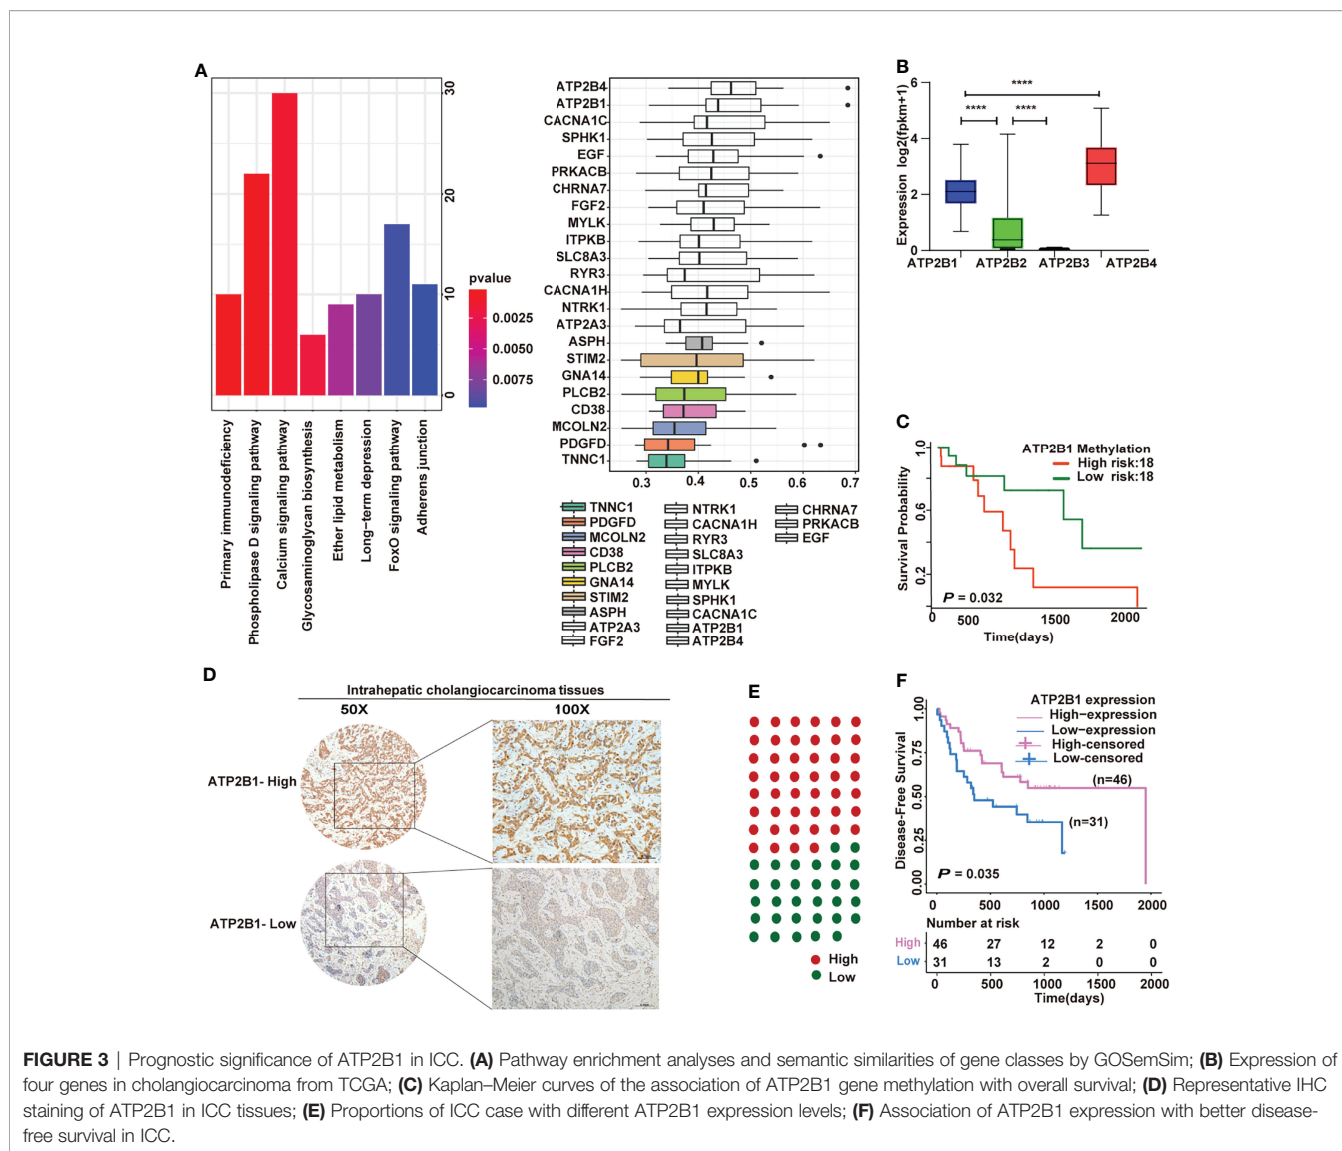 A
30
20
10
0
Primary immunodeficiency
Phospholipase D signaling pathway
Calcium signaling pathway
Glycosaminoglycan biosynthesis
Ether lipid metabolism
Long-term depression
FoxO signaling pathway
Adherens junction
pvalue
0.0025
0.0050
0.0075
ATP2B4
ATP2B1
CACNA1C
SPHK1
EGF
PRKACB
CHRNA7
FGF2
MYLK
ITPKB
SLC8A3
RYR3
CACNA1H
NTRK1
ATP2A3
ASPH
STIM2
GNA14
PLCB2
CD38
MCOLN2
PDGFD
TNNC1
0.3 0.4 0.5 0.6 0.7
TNNC1 NTRK1 CHRNA7
PDGFD CACNA1H PRKACB
MCOLN2 RYR3 EGF
CD38 SLC8A3
PLCB2 ITPKB
GNA14 MYLK
STIM2 SPHK1
ASPH CACNA1C
ATP2A3 ATP2B1
FGF2 ATP2B4
B
Expression log2(fpkm+1)
6
4
2
0
****
**** ****
ATP2B1 ATP2B2 ATP2B3 ATP2B4
C
ATP2B1 Methylation
High risk:18
Low risk:18
Survival Probability
1.0
0.6
0.2
P = 0.032
0 500 1500 2000
Time(days)
D
Intrahepatic cholangiocarcinoma tissues
50X 100X
ATP2B1- High
ATP2B1- Low
E
High
Low
F
ATP2B1 expression
High-expression
Low-expression
High-censored
Low-censored
Disease-Free Survival
1.00
0.75
0.50
0.25
0.00
(n=46)
(n=31)
P = 0.035
0 500 1000 1500 2000
Number at risk
High 46 27 12 2 0
Low 31 13 2 0 0
0 500 1000 1500 2000
Time(days)
FIGURE 3 | Prognostic significance of ATP2B1 in ICC. (A) Pathway enrichment analyses and semantic similarities of gene classes by GOSemSim; (B) Expression of
four genes in cholangiocarcinoma from TCGA; (C) Kaplan–Meier curves of the association of ATP2B1 gene methylation with overall survival; (D) Representative IHC
staining of ATP2B1 in ICC tissues; (E) Proportions of ICC case with different ATP2B1 expression levels; (F) Association of ATP2B1 expression with better disease-
free survival in ICC.